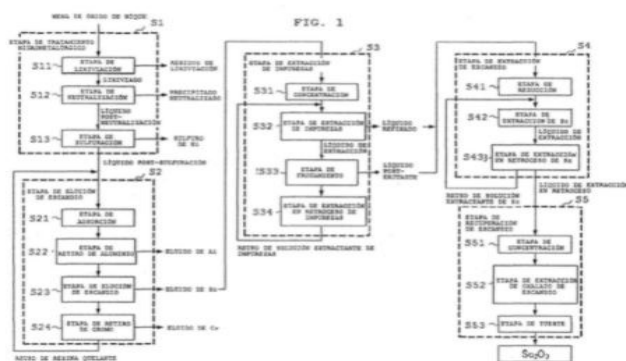 FIG. 1
MENA DE ÓXIDO DE NÍQUEL
S1
ETAPA DE TRATAMIENTO
HIDROMETALÚRGICO
S11
ETAPA DE
LIXIVIACIÓN
RESIDUO DE
LIXIVIACIÓN
LIXIVIADO
S12
ETAPA DE
NEUTRALIZACIÓN
PRECIPITADO
NEUTRALIZADO
LÍQUIDO
POST-
NEUTRALIZACIÓN
S13
ETAPA DE
SULFURACIÓN
SULFURO DE
Ni
LÍQUIDO POST-SULFURACIÓN
S2
ETAPA DE ELUCIÓN DE
ESCANDIO
S21
ETAPA DE
ADSORCIÓN
S22
ETAPA DE
RETIRO DE ALUMINIO
ELUIDO DE Al
S23
ETAPA DE ELUCIÓN DE
ESCANDIO
ELUIDO DE Sc
S24
ETAPA DE RETIRO DE
CROMO
ELUIDO DE Cr
RETRO DE RESINA QUELANTE
S3
ETAPA DE EXTRACCIÓN
DE IMPUREZAS
S31
ETAPA DE
CONCENTRACIÓN
S32
ETAPA DE EXTRACCIÓN DE
IMPUREZAS
LÍQUIDO
REFINADO
LÍQUIDO DE
EXTRACCIÓN
S33
ETAPA DE
FROTAMIENTO
LÍQUIDO
POST-
S34
ETAPA DE EXTRACCIÓN
EN RETROCESO DE
IMPUREZAS
RETRO DE SOLUCIÓN EXTRACTANTE DE
IMPUREZAS
S4
ETAPA DE EXTRACCIÓN
DE ESCANDIO
S41
ETAPA DE
S42
ETAPA DE
EXTRACCIÓN DE Sc
LÍQUIDO DE
EXTRACCIÓN
S43
ETAPA DE EXTRACCIÓN
EN RETROCESO DE Sc
RETRO DE SOLUCIÓN
EXTRACTANTE DE Sc
LÍQUIDO DE EXTRACCIÓN
EN RETROCESO
S5
ETAPA DE
RECUPERACIÓN DE
ESCANDIO
S51
ETAPA DE
CONCENTRACIÓN
S52
ETAPA DE EXTRACCIÓN
DE OXALATO DE
ESCANDIO
S53
ETAPA DE TUESTE
Sc₂O₃